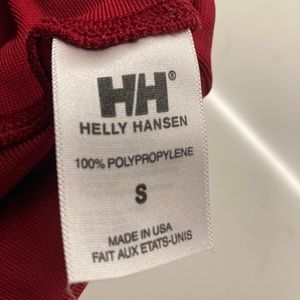 HH®
HELLY HANSEN
100% POLYPROPYLENE
S
MADE IN USA
FAIT AUX ETATS-UNIS